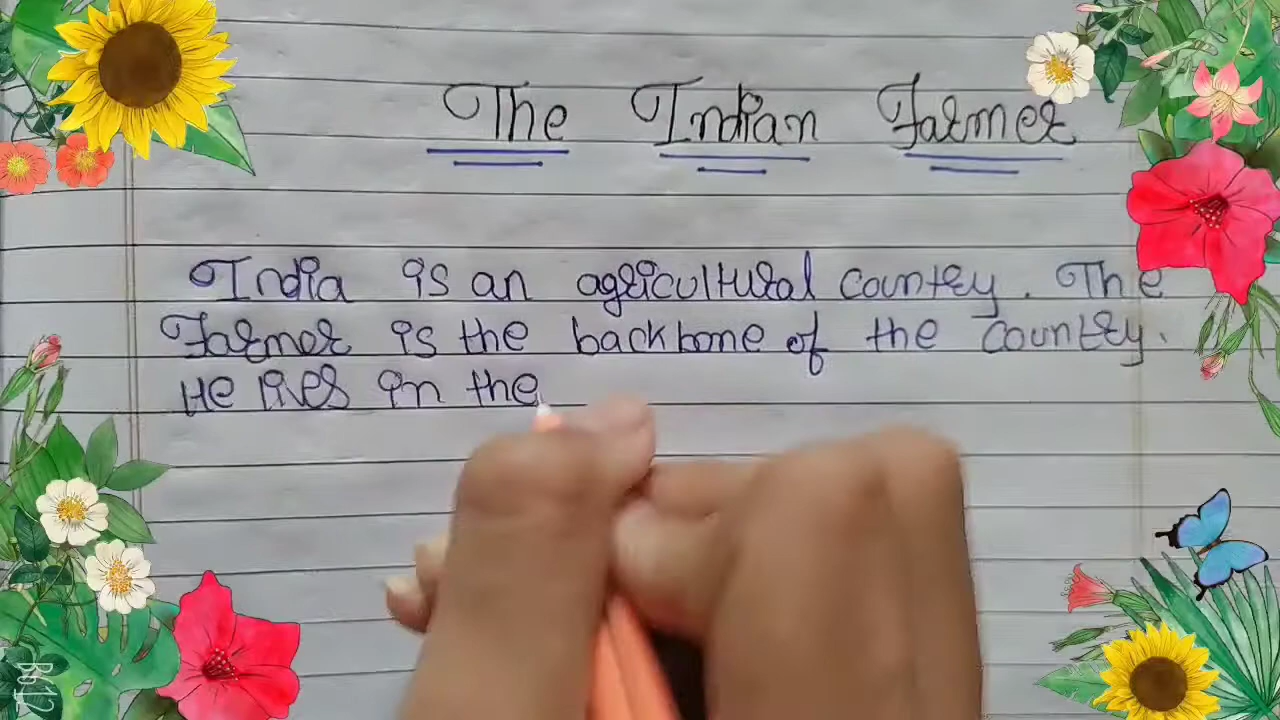 The Indian Farmer
India is an agricultural country. The
Farmer is the backbone of the country.
He lives in the
B612